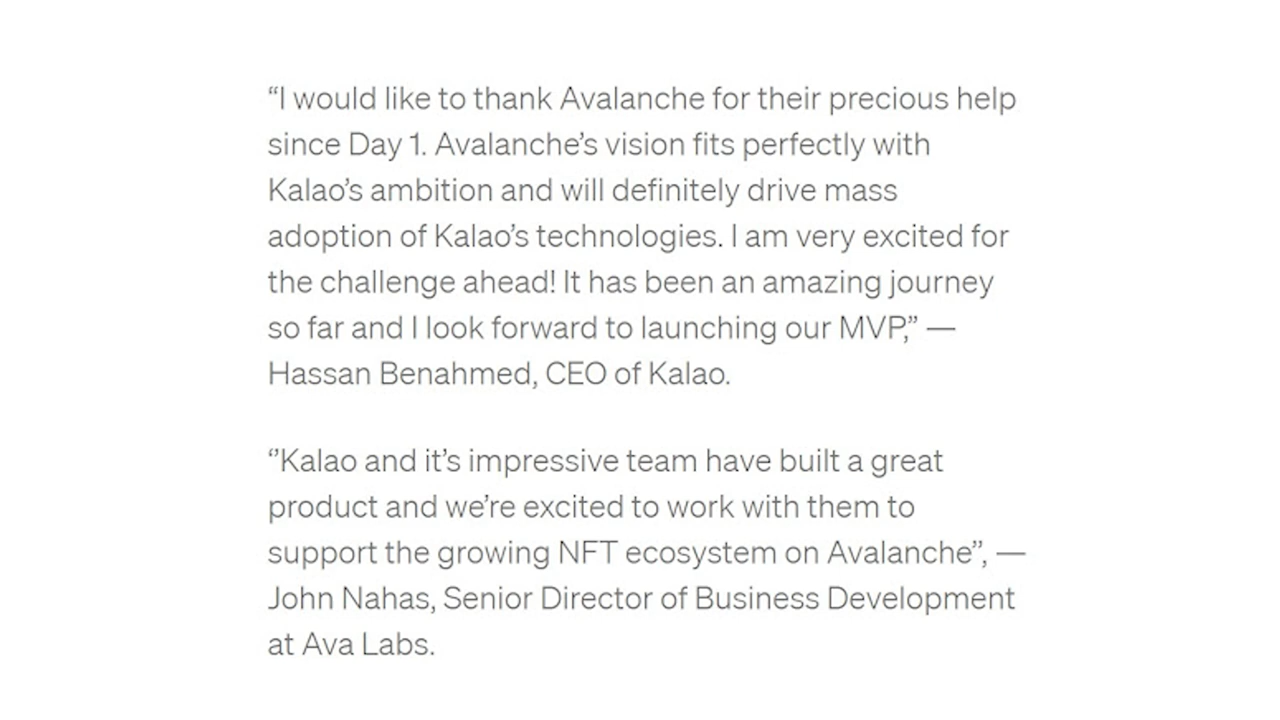 “I would like to thank Avalanche for their precious help
since Day 1. Avalanche’s vision fits perfectly with
Kalao’s ambition and will definitely drive mass
adoption of Kalao’s technologies. I am very excited for
the challenge ahead! It has been an amazing journey
so far and I look forward to launching our MVP,” —
Hassan Benahmed, CEO of Kalao.
“Kalao and it’s impressive team have built a great
product and we’re excited to work with them to
support the growing NFT ecosystem on Avalanche”, —
John Nahas, Senior Director of Business Development
at Ava Labs.